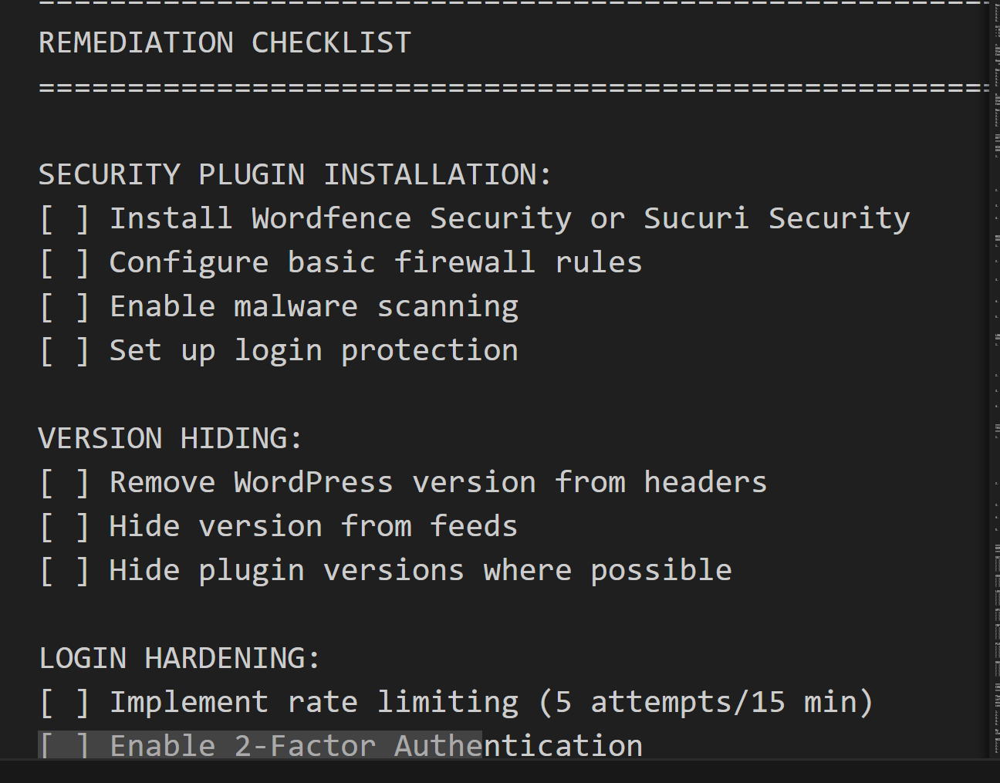 =====================================================
REMEDIATION CHECKLIST
=====================================================
SECURITY PLUGIN INSTALLATION:
[ ] Install Wordfence Security or Sucuri Security
[ ] Configure basic firewall rules
[ ] Enable malware scanning
[ ] Set up login protection
VERSION HIDING:
[ ] Remove WordPress version from headers
[ ] Hide version from feeds
[ ] Hide plugin versions where possible
LOGIN HARDENING:
[ ] Implement rate limiting (5 attempts/15 min)
[ ] Enable 2-Factor Authentication